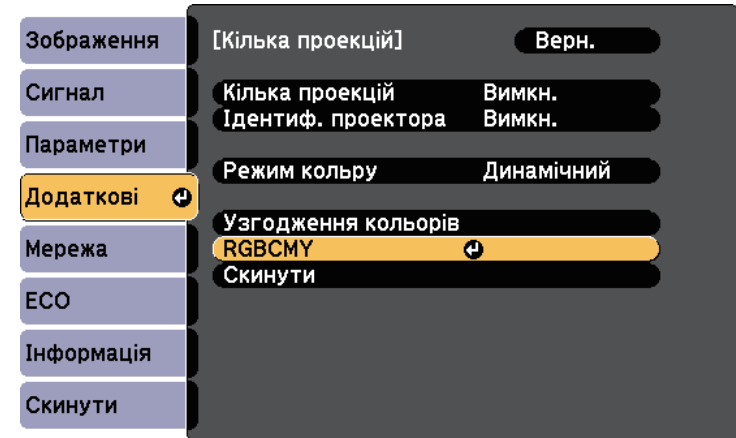 Зображення
Сигнал
Параметри
Додаткові
Мережа
ECO
Інформація
Скинути
[Кілька проекцій] Верн.
Кілька проекцій Вимкн.
Ідентиф. проектора Вимкн.
Режим кольру Динамічний
Узгодження кольорів
RGBCMY
Скинути